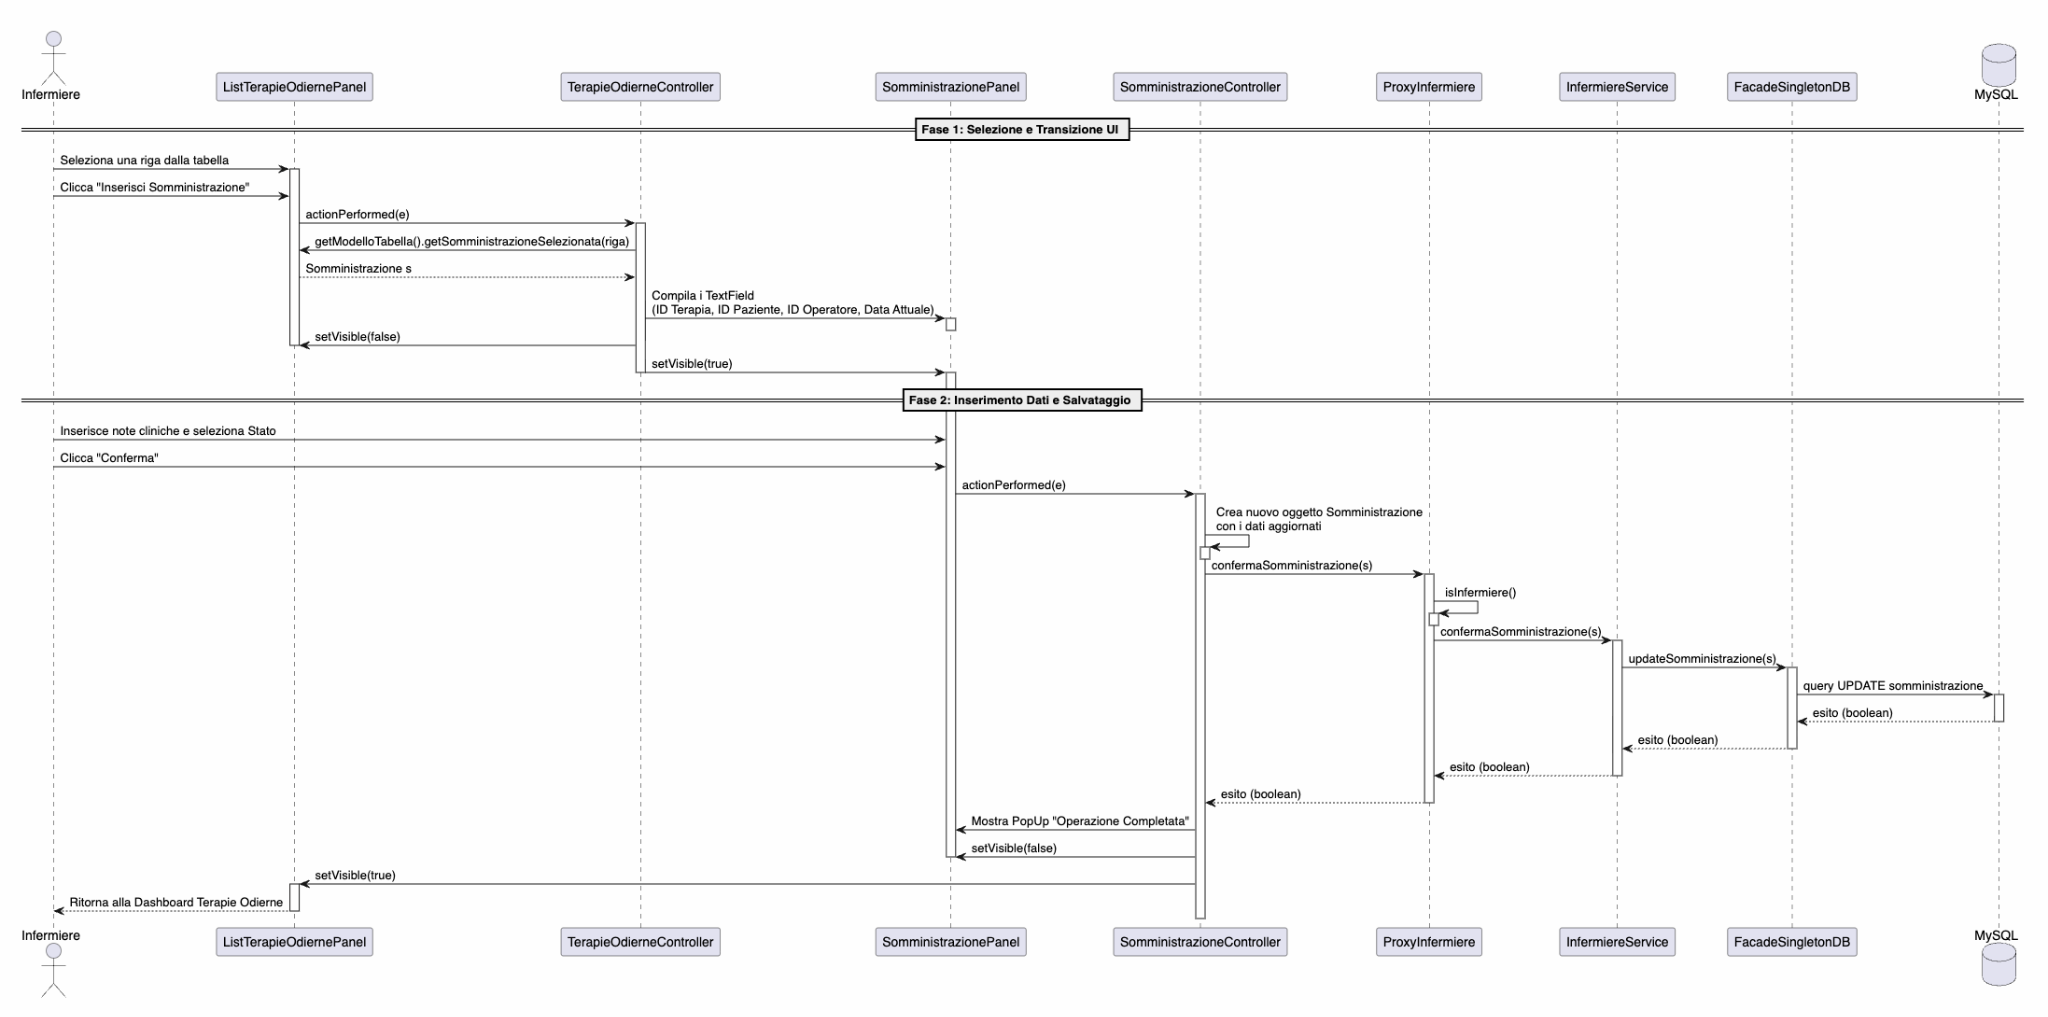 Infermiere
ListTerapieOdiernePanel
TerapieOdierneController
SomministrazionePanel
SomministrazioneController
ProxyInfermiere
InfermiereService
FacadeSingletonDB
MySQL
Fase 1: Selezione e Transizione UI
Seleziona una riga dalla tabella
Clicca "Inserisci Somministrazione"
actionPerformed(e)
getModelloTabella().getSomministrazioneSelezionata(riga)
Somministrazione s
Compila i TextField
(ID Terapia, ID Paziente, ID Operatore, Data Attuale)
setVisible(false)
setVisible(true)
Fase 2: Inserimento Dati e Salvataggio
Inserisce note cliniche e seleziona Stato
Clicca "Conferma"
actionPerformed(e)
Crea nuovo oggetto Somministrazione
con i dati aggiornati
confermaSomministrazione(s)
isInfermiere()
confermaSomministrazione(s)
updateSomministrazione(s)
query UPDATE somministrazione
esito (boolean)
esito (boolean)
esito (boolean)
esito (boolean)
Mostra PopUp "Operazione Completata"
setVisible(false)
setVisible(true)
Ritorna alla Dashboard Terapie Odierne
Infermiere
ListTerapieOdiernePanel
TerapieOdierneController
SomministrazionePanel
SomministrazioneController
ProxyInfermiere
InfermiereService
FacadeSingletonDB
MySQL